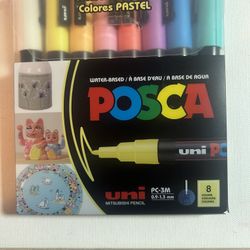 Colores PASTEL
WATER-BASED / A BASE D'EAU / A BASE DE AGUA
POSCA
uni PO
uni
MITSUBISHI PENCIL
PC-3M
0.9-1.3 mm
8